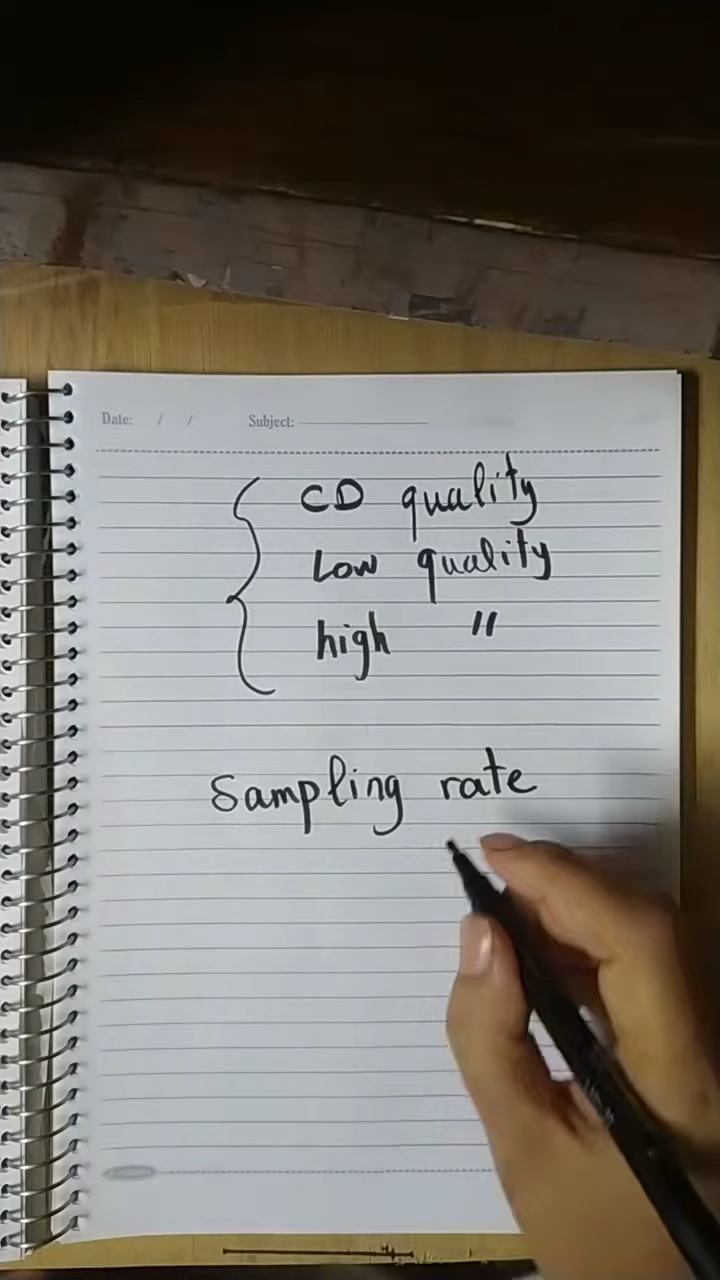 Date: / / Subject:
CD quality
Low quality
high "
Sampling rate